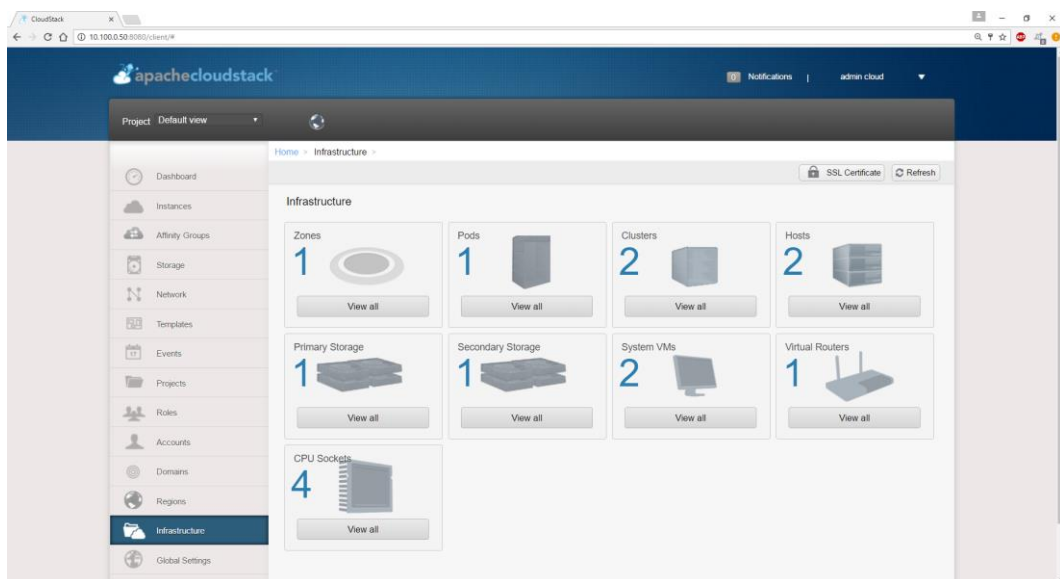 CloudStack
10.100.0.50:8080/client/#
apachecloudstack
0 Notifications | admin cloud
Project Default view
Home Infrastructure
SSL Certificate Refresh
Dashboard
Instances
Affinity Groups
Storage
Network
Templates
Events
Projects
Roles
Accounts
Domains
Regions
Infrastructure
Global Settings
Infrastructure
Zones
1
View all
Pods
1
View all
Clusters
2
View all
Hosts
2
View all
Primary Storage
1
View all
Secondary Storage
1
View all
System VMs
2
View all
Virtual Routers
1
View all
CPU Sockets
4
View all